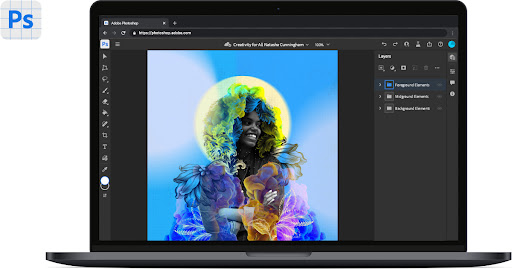 Ps
Adobe Photoshop
https://photoshop.adobe.com
Ps
Creativity for All Natasha Cunningham
100%
Layers
Foreground Elements
Midground Elements
Background Elements